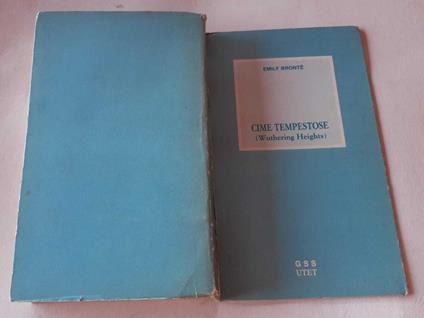 EMILY BRONTË
CIME TEMPESTOSE
(Wuthering Heights)
GSS
UTET